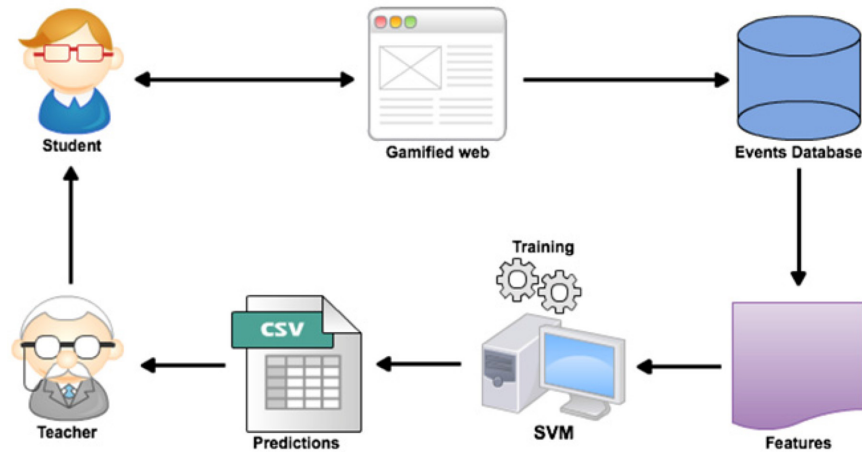 Student
Gamified web
Events Database
Training
CSV
Teacher
Predictions
SVM
Features